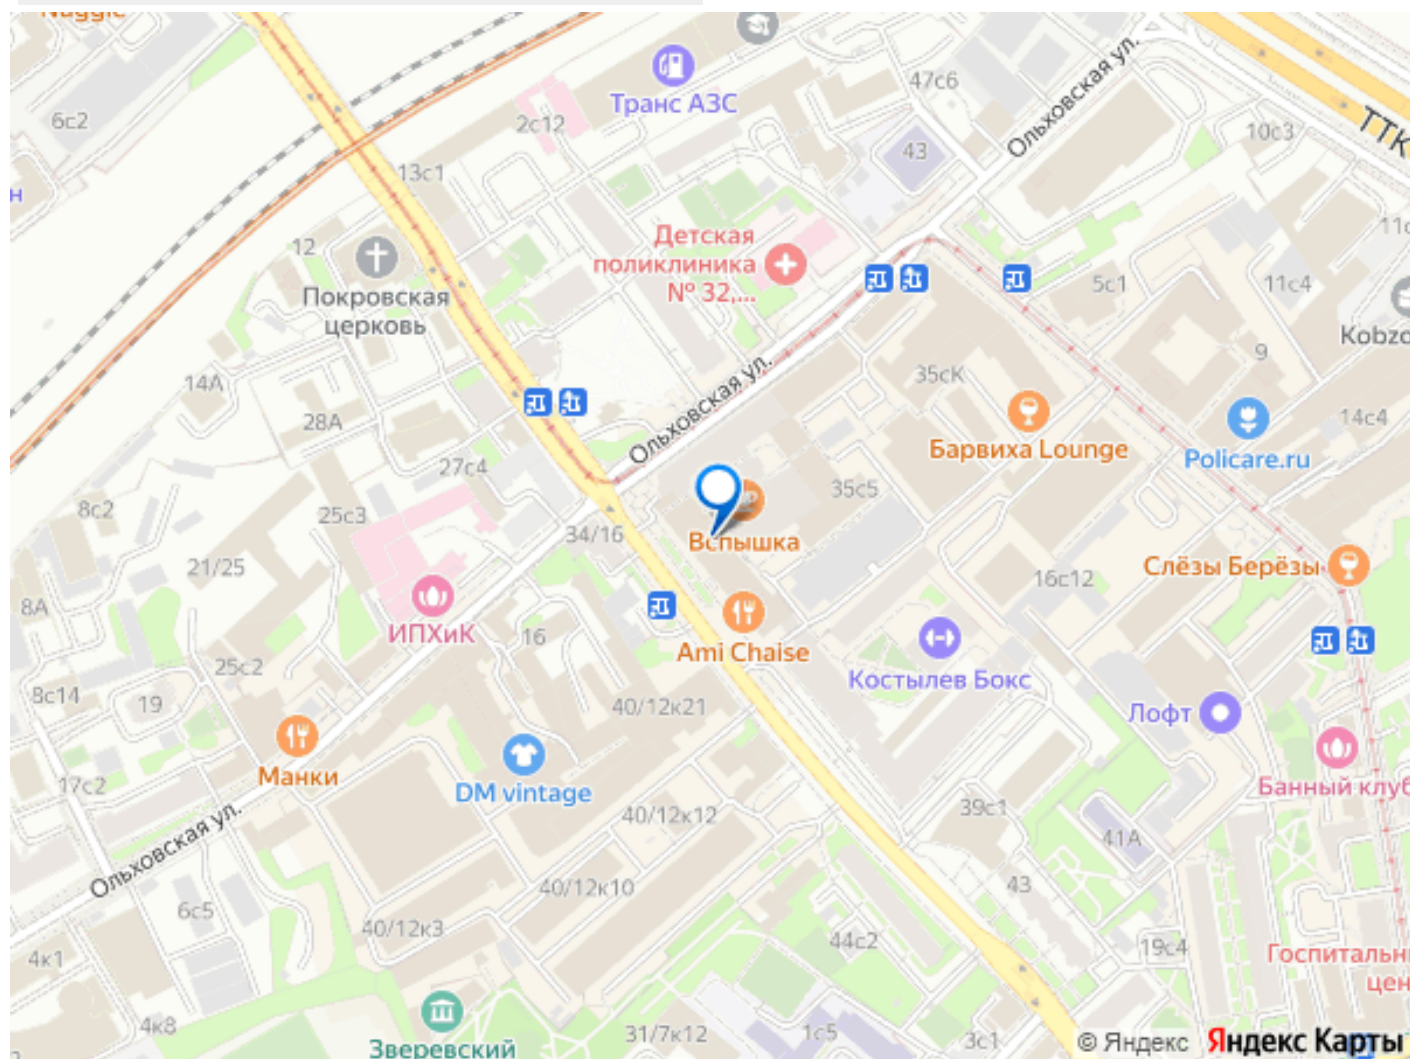 Транс АЗС
47с6
Ольховская ул.
ТТК
6с2
2с12
10с3
43
13с1
Детская
поликлиника
№ 32,...
12
Покровская
церковь
5с1
11с4
Kobzo
9
14А
35сК
28А
Ольховская ул.
Барвиха Lounge
14с4
Policare.ru
27с4
35с5
8с2
25с3
34/16
Вспышка
21/25
16с12
Слёзы Берёзы
8А
ИПХиК
16
Ami Chaise
25с2
Костылев Бокс
8с14
19
40/12к21
Лофт
Манки
17с2
DM vintage
Банный клуб
40/12к12
39с1
41А
Ольховская ул.
40/12к10
43
6с5
40/12к3
44с2
19с4
4к1
Госпитальн
цен
4к8
31/7к12
1с5
3с1
© Яндекс Яндекс Карты
Зверевский